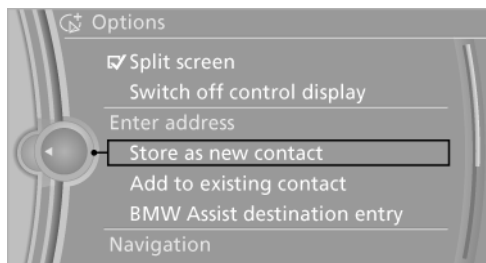 Options
Split screen
Switch off control display
Enter address
Store as new contact
Add to existing contact
BMW Assist destination entry
Navigation